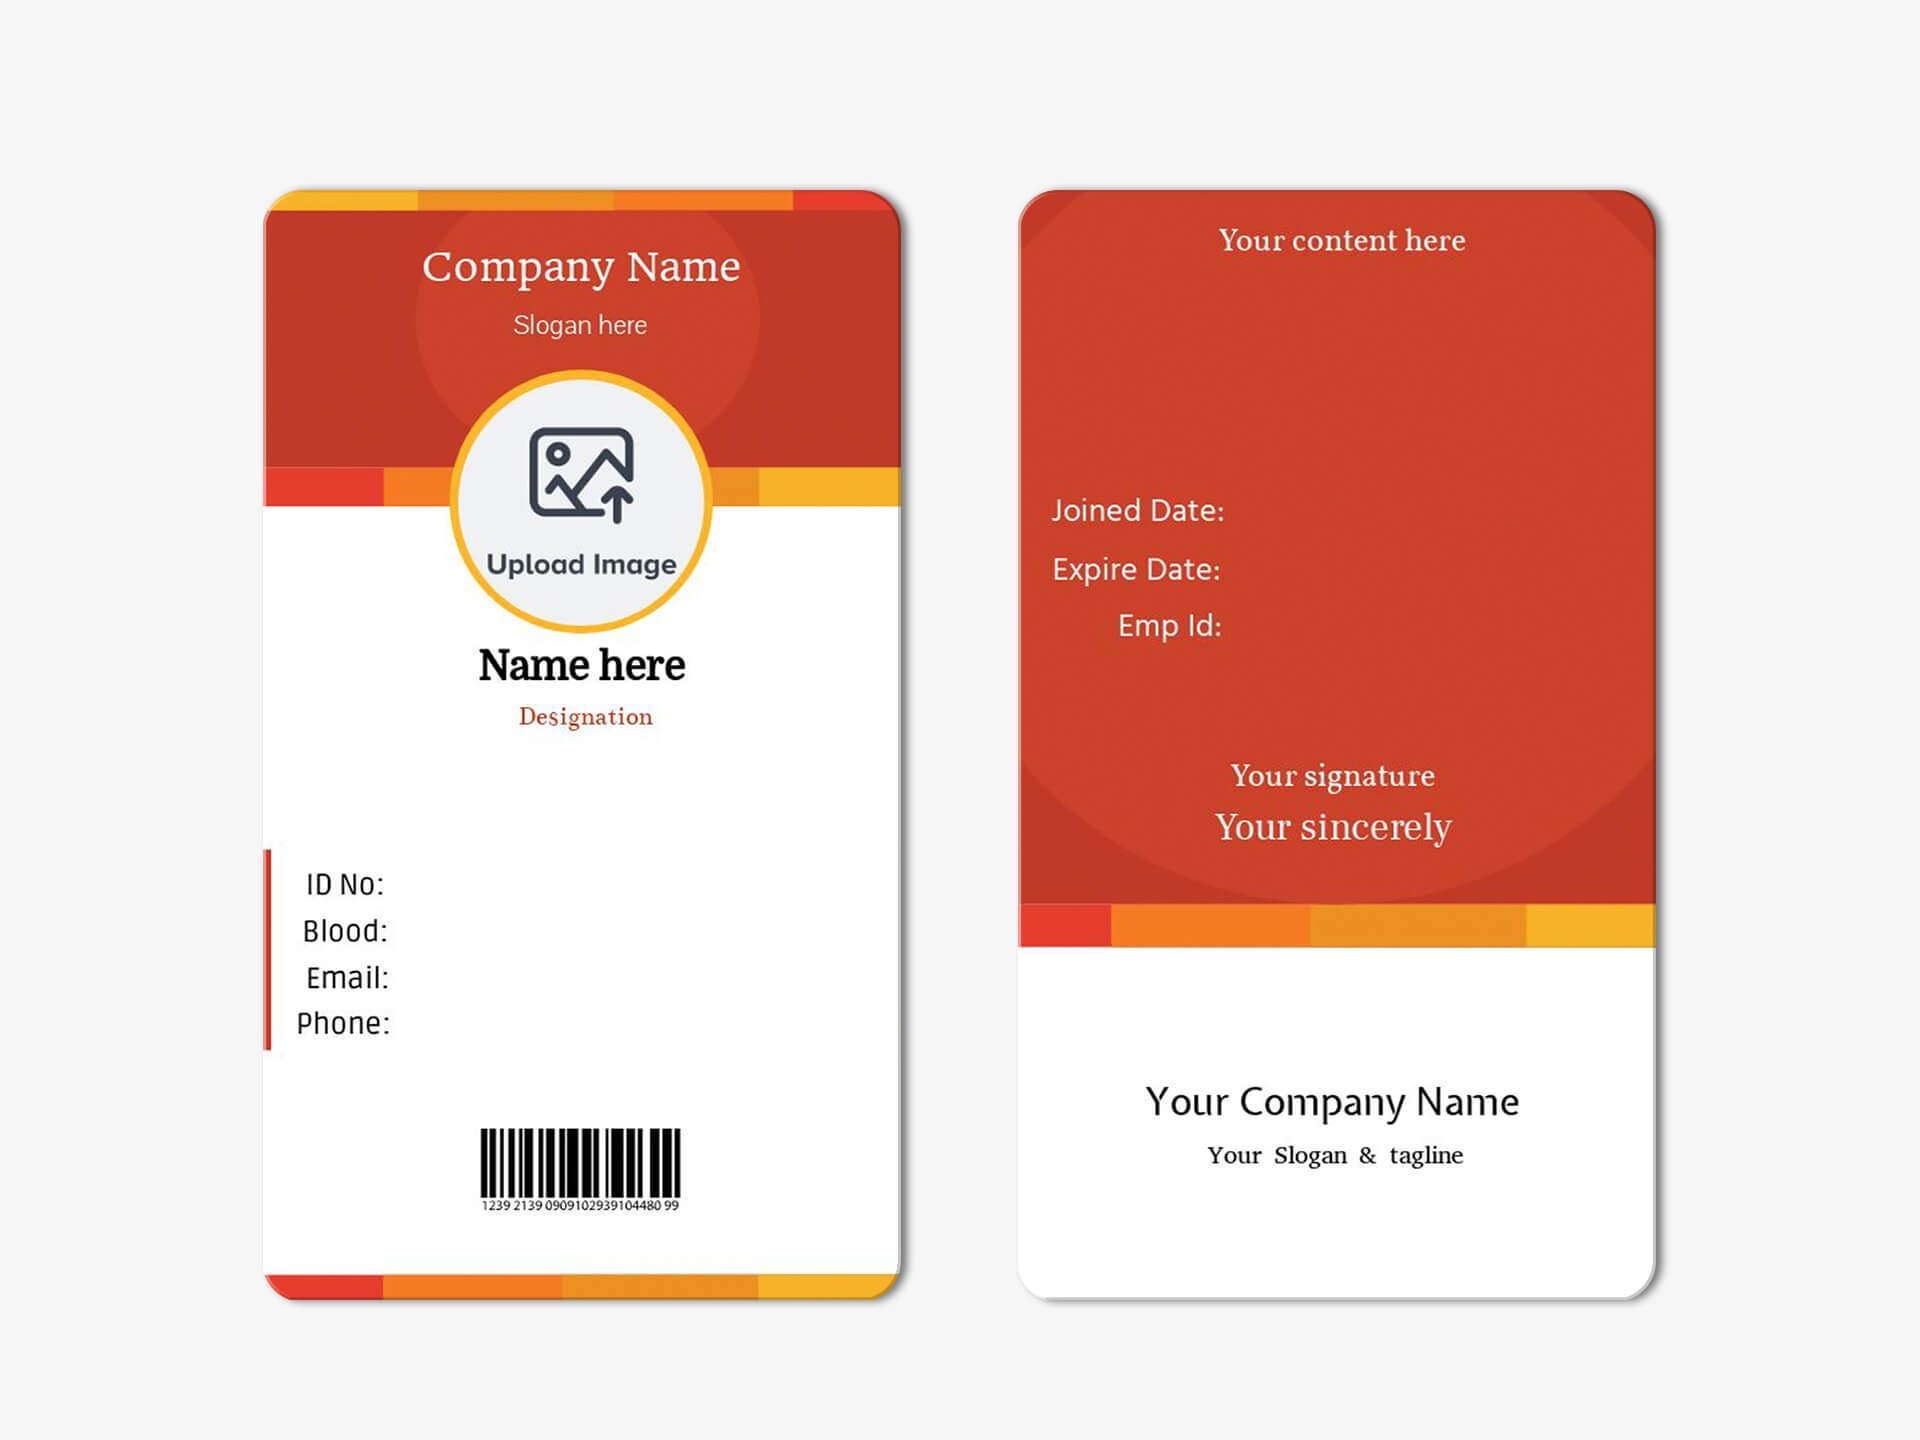 Company Name
Slogan here
Upload Image
Name here
Designation
ID No:
Blood:
Email:
Phone:
1239 2139 0909102939104480 99
Your content here
Joined Date:
Expire Date:
Emp Id:
Your signature
Your sincerely
Your Company Name
Your Slogan & tagline